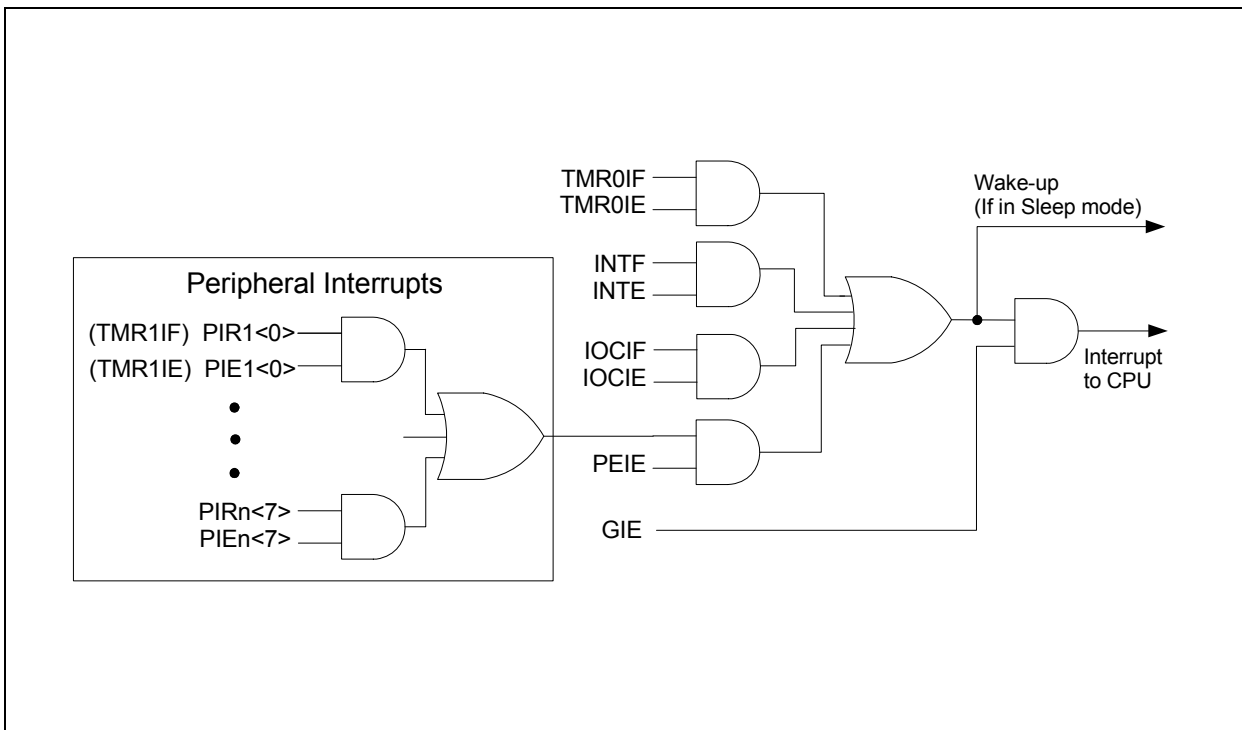 TMR0IF
TMR0IE
Wake-up
(If in Sleep mode)
INTF
INTE
Peripheral Interrupts
(TMR1IF) PIR1<0>
(TMR1IE) PIE1<0>
IOCIF
IOCIE
Interrupt
to CPU
PEIE
PIRn<7>
PIEn<7>
GIE